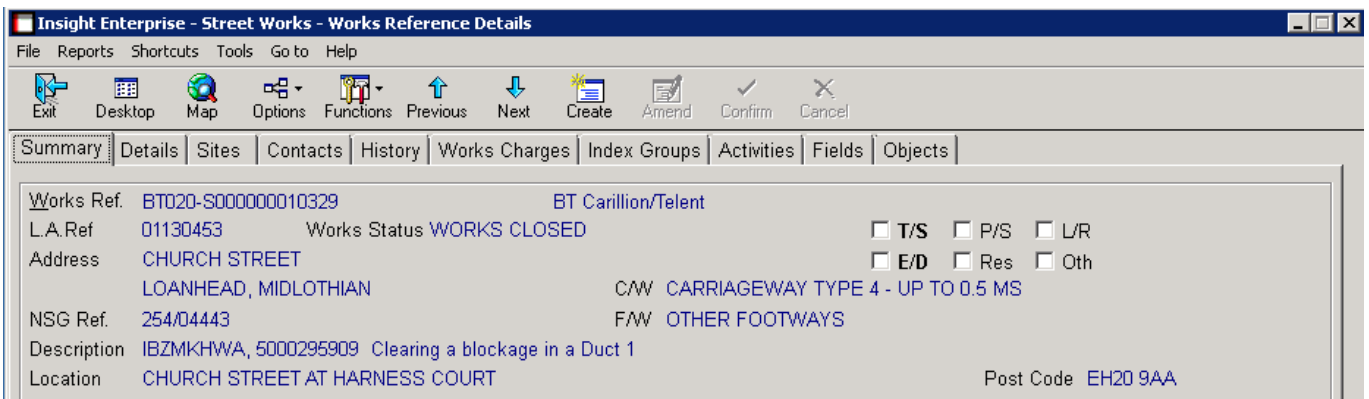 Insight Enterprise - Street Works - Works Reference Details
File Reports Shortcuts Tools Go to Help
Exit Desktop Map Options Functions Previous Next Create Amend Confirm Cancel
Summary Details Sites Contacts History Works Charges Index Groups Activities Fields Objects
Works Ref. BT020-S000000010329 BT Carillion/Telent
L.A.Ref 01130453 Works Status WORKS CLOSED T/S P/S L/R
Address CHURCH STREET E/D Res Oth
LOANHEAD, MIDLOTHIAN C/W CARRIAGEWAY TYPE 4 - UP TO 0.5 MS
NSG Ref. 254/04443 F/W OTHER FOOTWAYS
Description IBZMKHWA, 5000295909 Clearing a blockage in a Duct 1
Location CHURCH STREET AT HARNESS COURT Post Code EH20 9AA